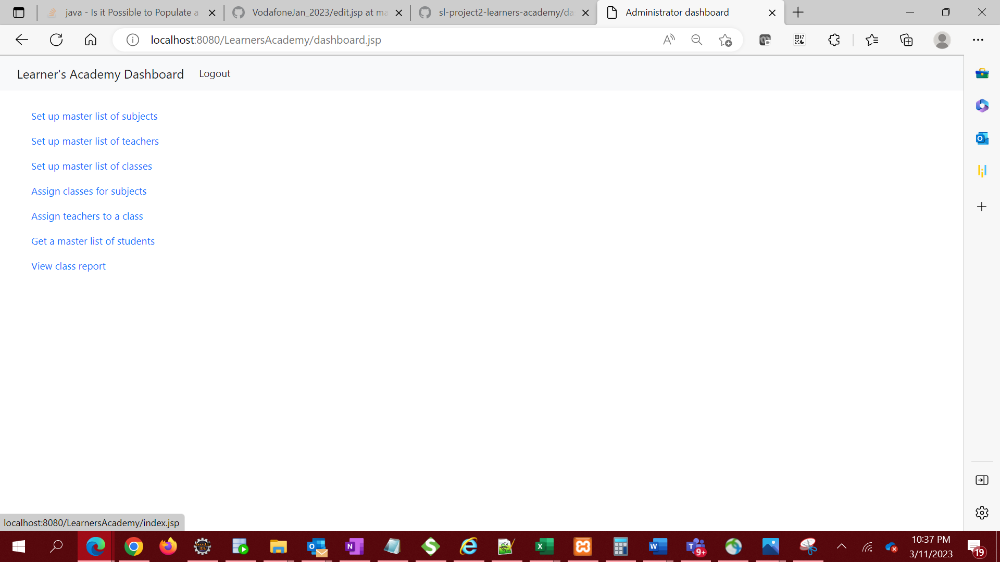 java - Is it Possible to Populate a
VodafoneJan_2023/edit.jsp at ma
sl-project2-learners-academy/da
Administrator dashboard
localhost:8080/LearnersAcademy/dashboard.jsp
Learner's Academy Dashboard
Logout
Set up master list of subjects
Set up master list of teachers
Set up master list of classes
Assign classes for subjects
Assign teachers to a class
Get a master list of students
View class report
localhost:8080/LearnersAcademy/index.jsp
10:37 PM
3/11/2023
9+
19